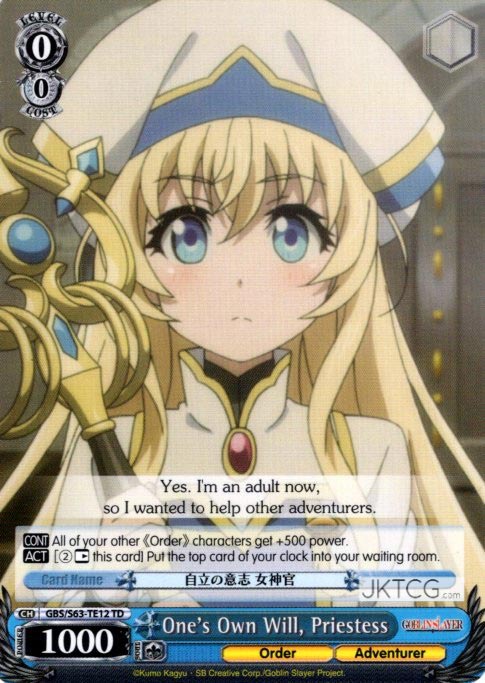 LEVEL
0
0
COST
Yes. I'm an adult now,
so I wanted to help other adventurers.
CONT All of your other 《Order》 characters get +500 power.
ACT [② this card] Put the top card of your clock into your waiting room.
Card Name 自立の意志 女神官
JKTCG.com
CH GBS/S63-TE12 TD
POWER 1000 SOUL One's Own Will, Priestess GOBLIN SLAYER
Order Adventurer
©Kumo Kagyu・SB Creative Corp./Goblin Slayer Project.